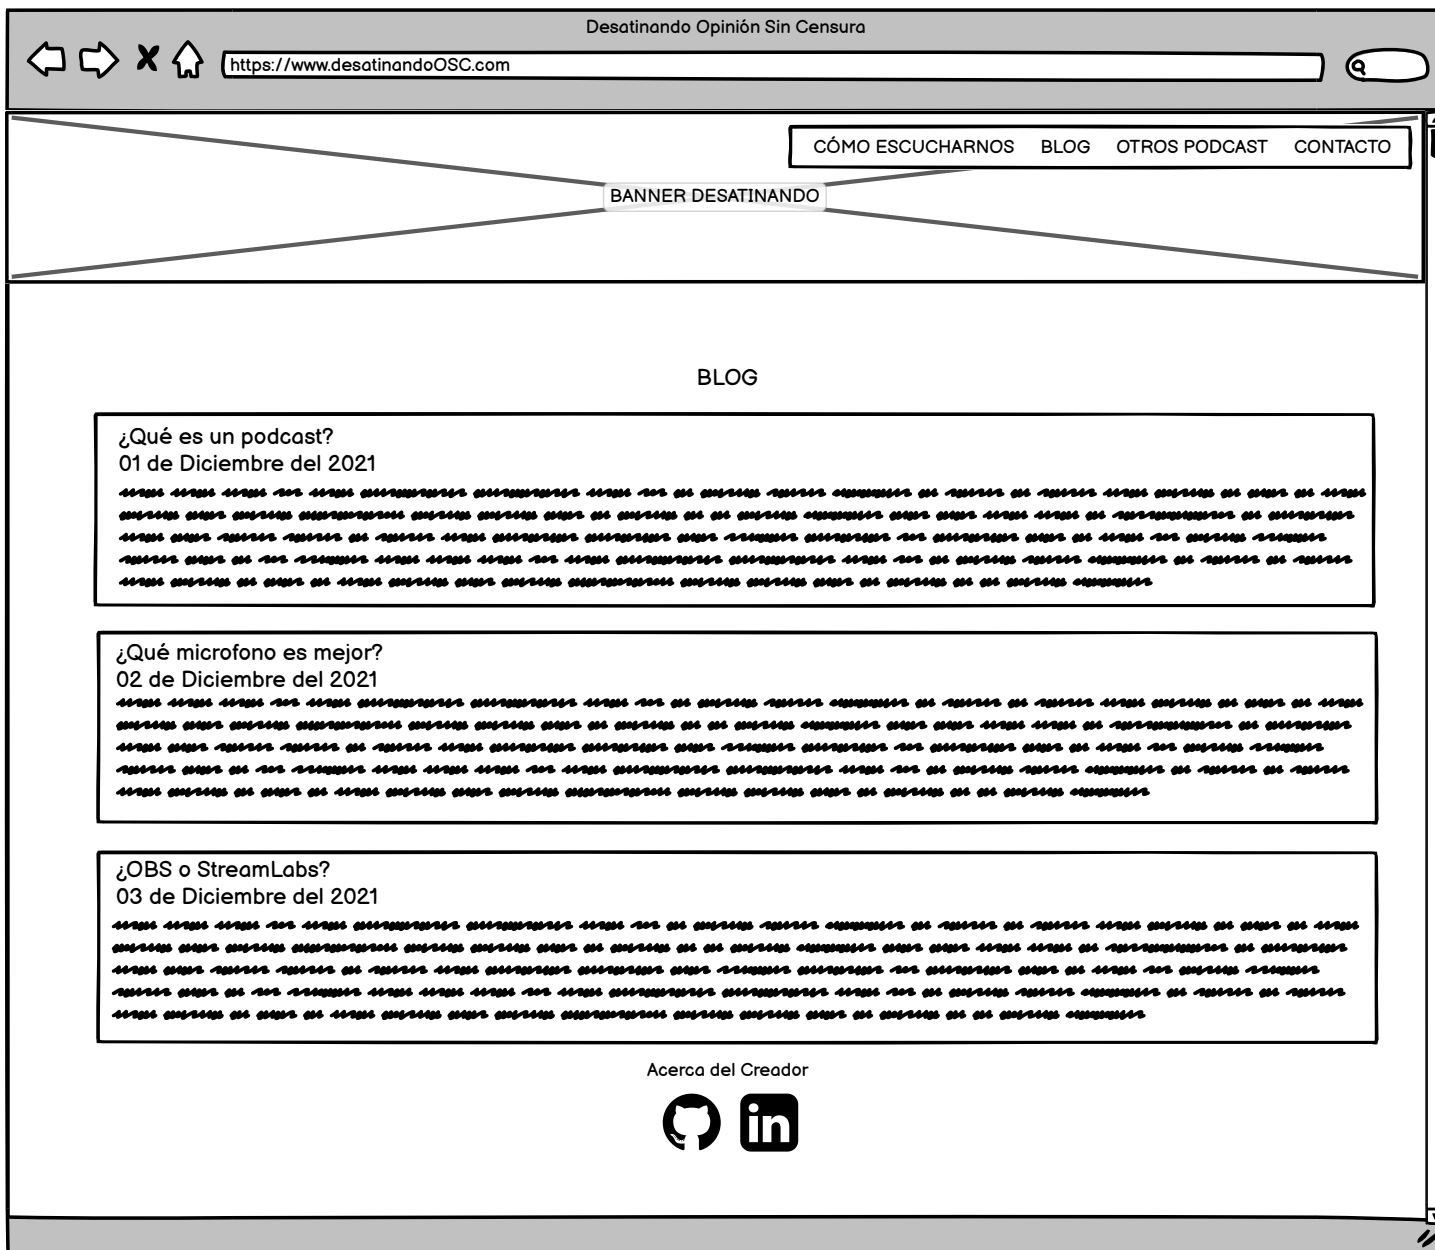 Desatinando Opinión Sin Censura
https://www.desatinandoOSC.com
CÓMO ESCUCHARNOS BLOG OTROS PODCAST CONTACTO
BANNER DESATINANDO
BLOG
¿Qué es un podcast?
01 de Diciembre del 2021
¿Qué microfono es mejor?
02 de Diciembre del 2021
¿OBS o StreamLabs?
03 de Diciembre del 2021
Acerca del Creador
in